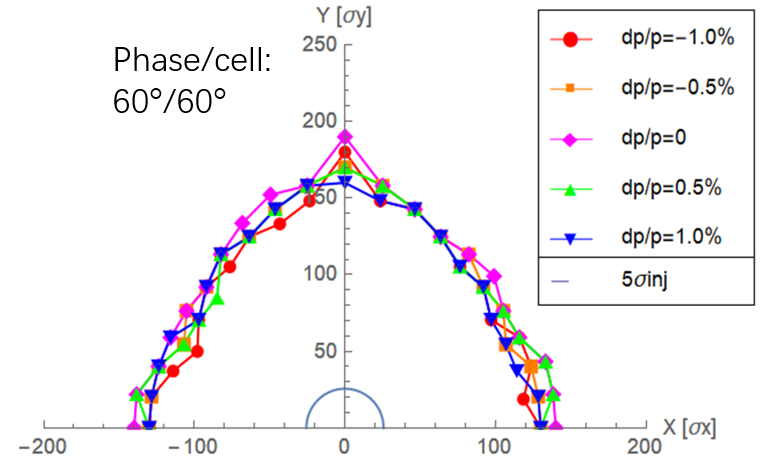 Y [σy]
Phase/cell:
60°/60°
250
200
150
100
50
−200
−100
0
100
200
X [σx]
dp/p=−1.0%
dp/p=−0.5%
dp/p=0
dp/p=0.5%
dp/p=1.0%
5σinj